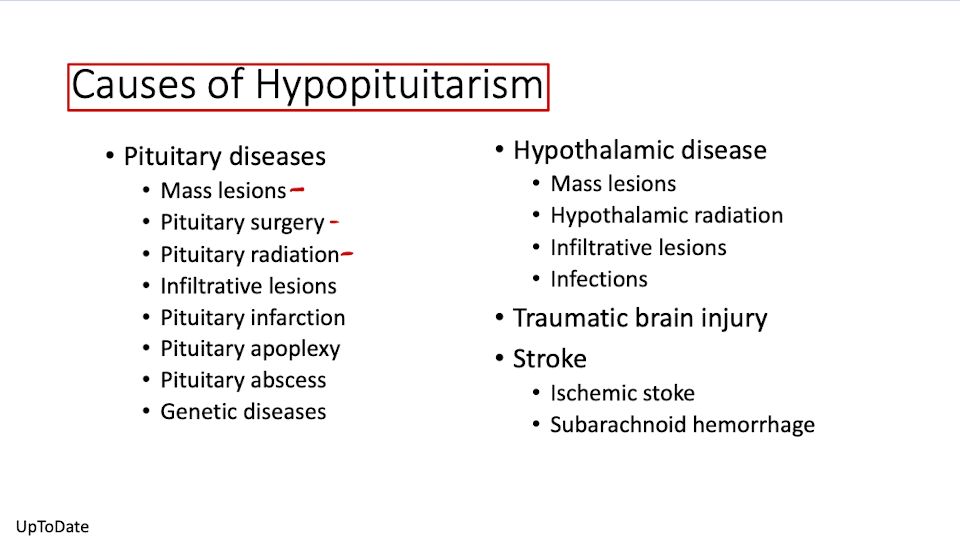 Causes of Hypopituitarism
• Pituitary diseases
• Mass lesions
• Pituitary surgery
• Pituitary radiation
• Infiltrative lesions
• Pituitary infarction
• Pituitary apoplexy
• Pituitary abscess
• Genetic diseases
• Hypothalamic disease
• Mass lesions
• Hypothalamic radiation
• Infiltrative lesions
• Infections
• Traumatic brain injury
• Stroke
• Ischemic stoke
• Subarachnoid hemorrhage
UpToDate